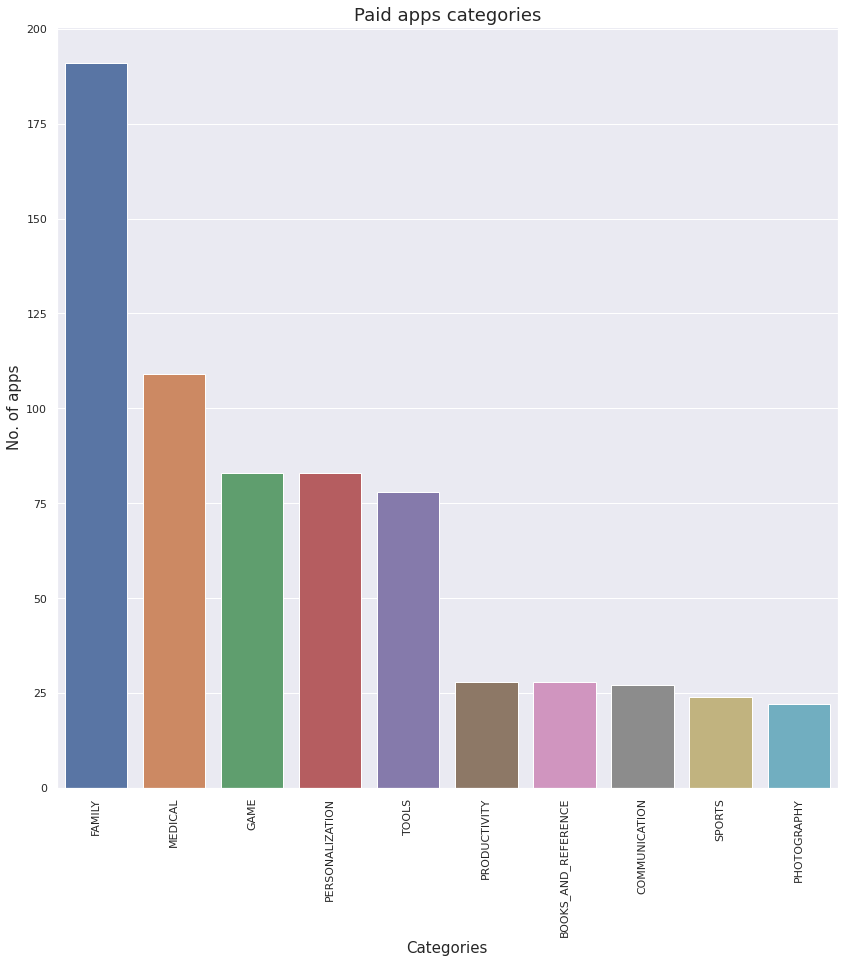 Paid apps categories
200
175
150
125
100
75
50
25
0
No. of apps
FAMILY
MEDICAL
GAME
PERSONALIZATION
TOOLS
PRODUCTIVITY
BOOKS_AND_REFERENCE
COMMUNICATION
SPORTS
PHOTOGRAPHY
Categories